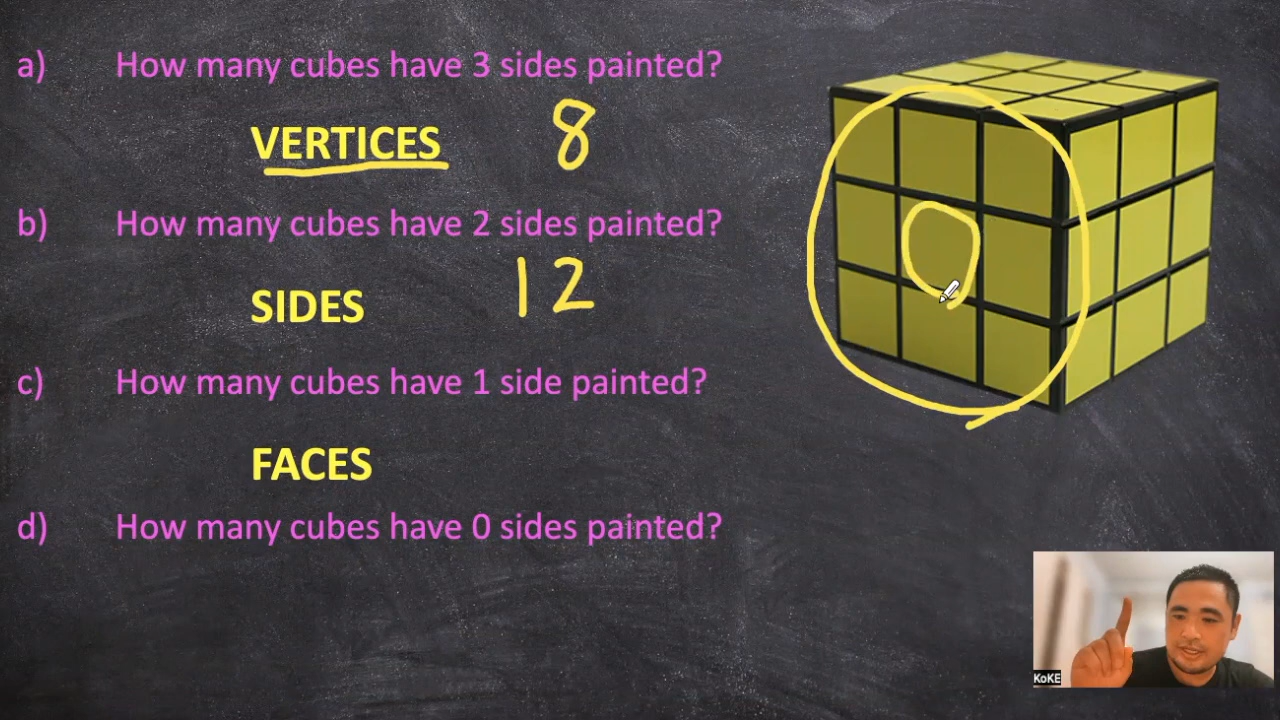 a) How many cubes have 3 sides painted?
VERTICES 8
b) How many cubes have 2 sides painted?
SIDES 12
c) How many cubes have 1 side painted?
FACES
d) How many cubes have 0 sides painted?
KoKE